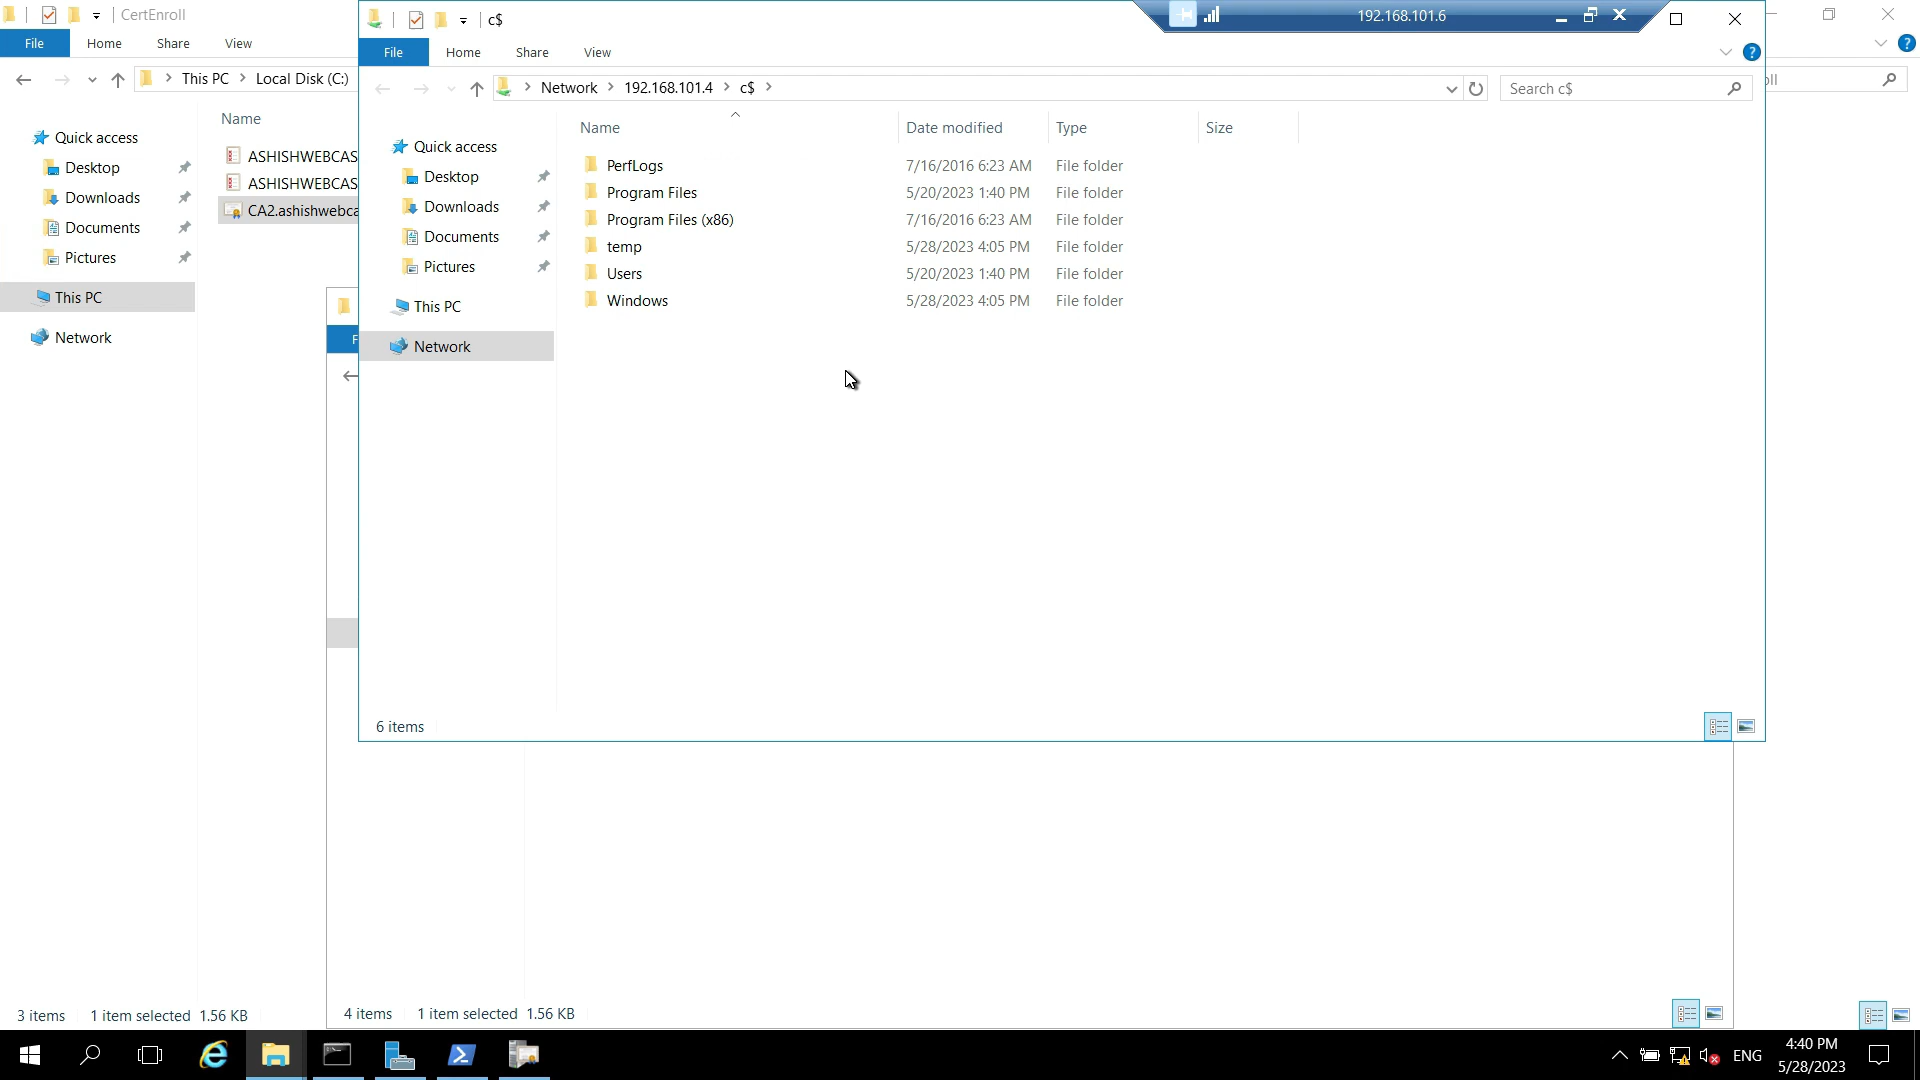 CertEnroll
c$
192.168.101.6
File
Home
Share
View
File
Home
Share
View
?
?
This PC > Local Disk (C:)
Network > 192.168.101.4 > c$ >
Search c$
Name
Name
Date modified
Type
Size
Quick access
Desktop
Downloads
Documents
Pictures
This PC
Network
ASHISHWEBCAS
ASHISHWEBCAS
CA2.ashishwebca
Quick access
Desktop
Downloads
Documents
Pictures
This PC
Network
PerfLogs 7/16/2016 6:23 AM File folder
Program Files 5/20/2023 1:40 PM File folder
Program Files (x86) 7/16/2016 6:23 AM File folder
temp 5/28/2023 4:05 PM File folder
Users 5/20/2023 1:40 PM File folder
Windows 5/28/2023 4:05 PM File folder
6 items
3 items 1 item selected 1.56 KB
4 items 1 item selected 1.56 KB
ENG
4:40 PM
5/28/2023